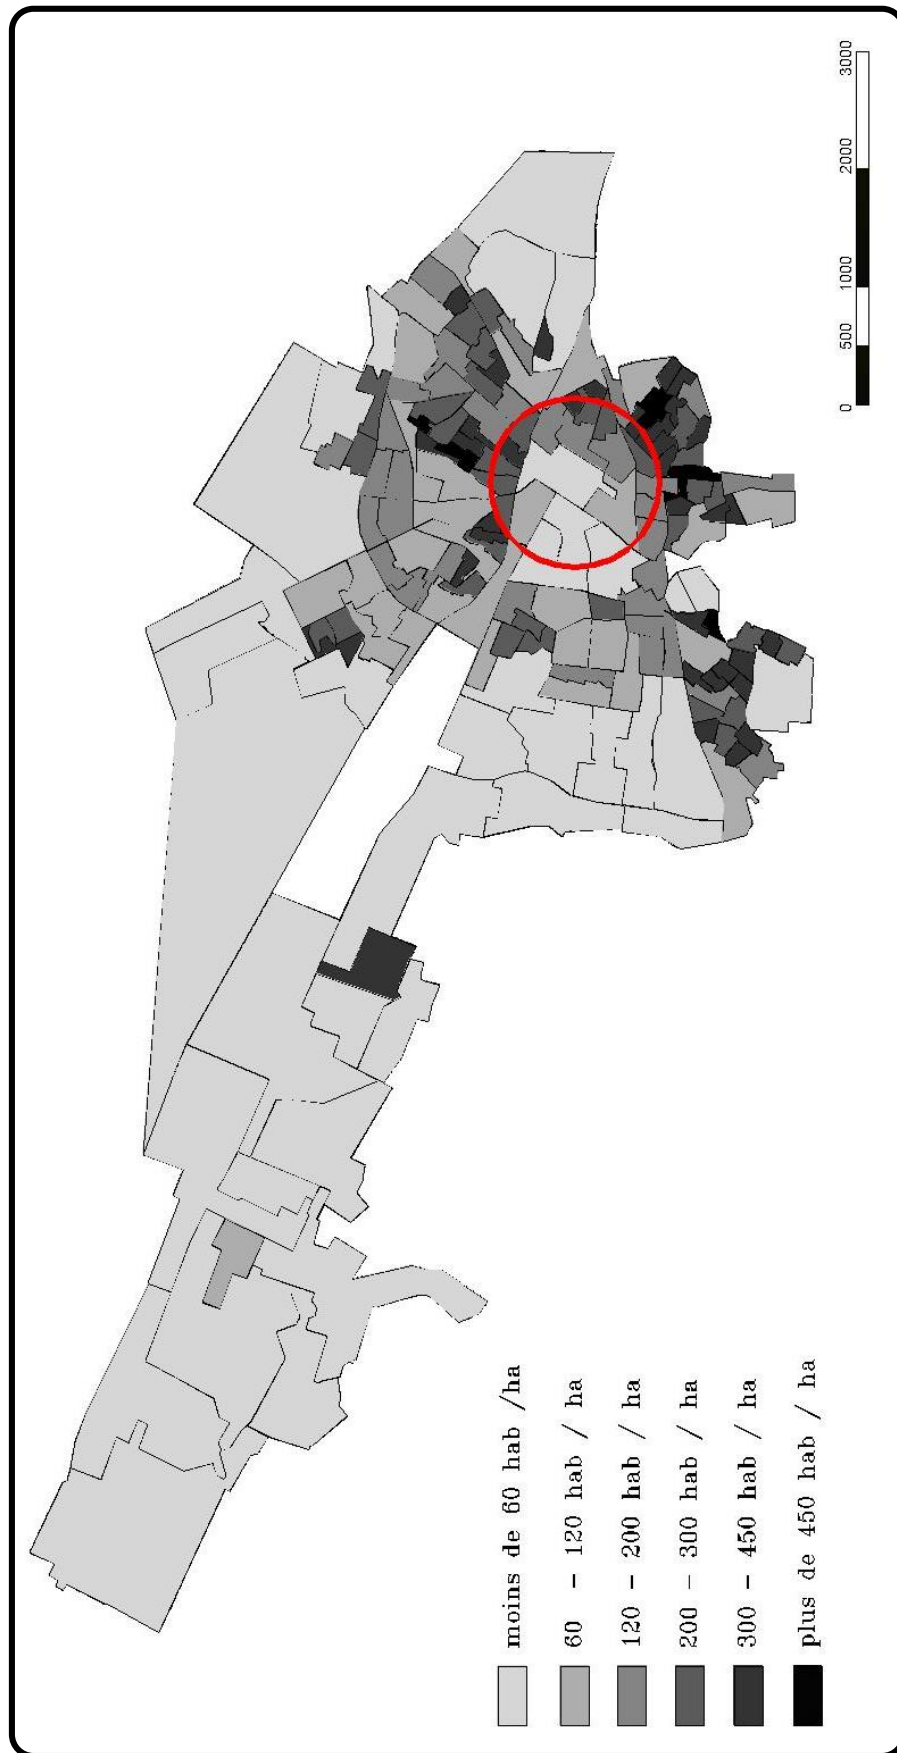 moins de 60 hab /ha
60 - 120 hab / ha
120 - 200 hab / ha
200 - 300 hab / ha
300 - 450 hab / ha
plus de 450 hab / ha
0 500 1000 2000 3000